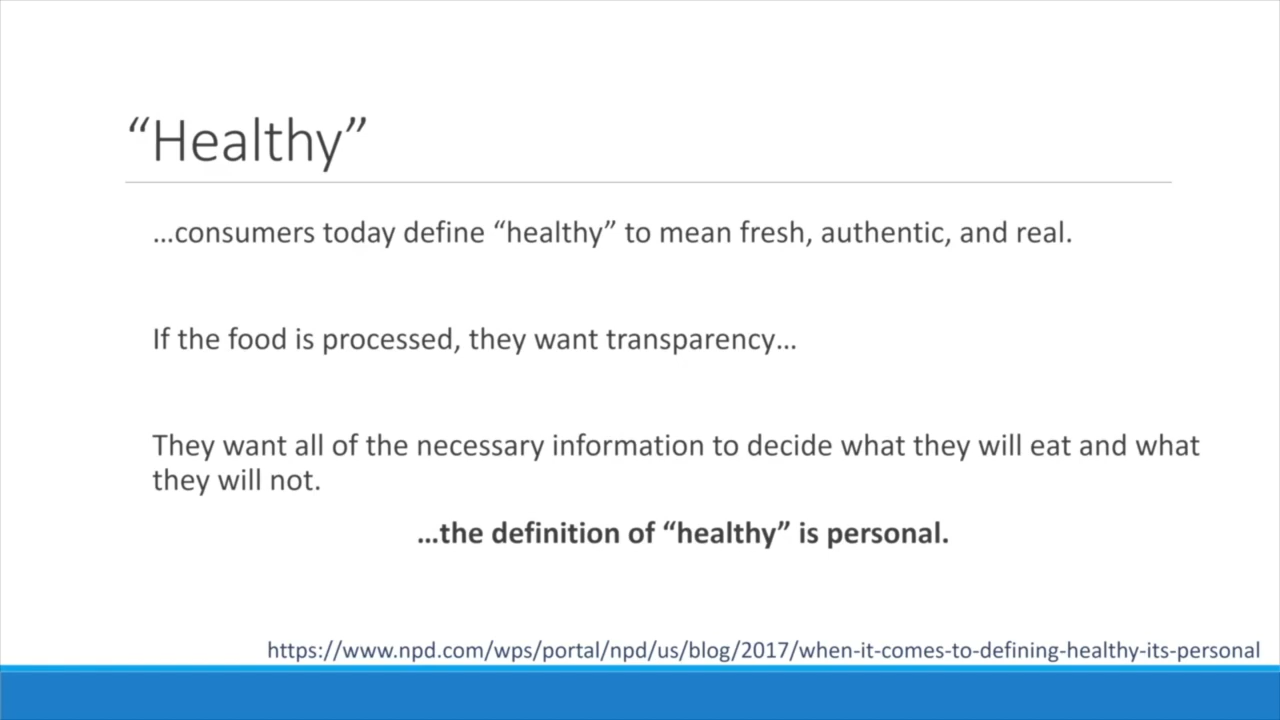 “Healthy”
…consumers today define “healthy” to mean fresh, authentic, and real.
If the food is processed, they want transparency…
They want all of the necessary information to decide what they will eat and what
they will not.
…the definition of “healthy” is personal.
https://www.npd.com/wps/portal/npd/us/blog/2017/when-it-comes-to-defining-healthy-its-personal